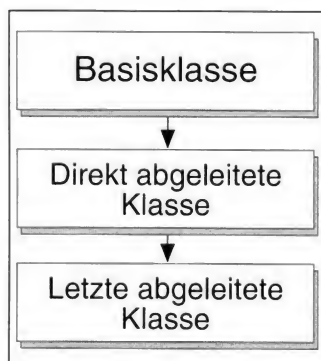 Basisklasse
Direkt abgeleitete
Klasse
Letzte abgeleitete
Klasse